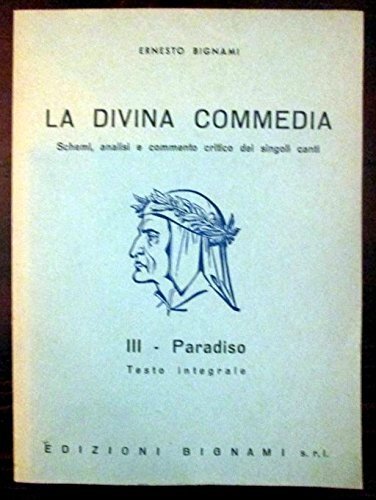 ERNESTO BIGNAMI
LA DIVINA COMMEDIA
Schemi, analisi e commento critico dei singoli canti
III - Paradiso
Testo integrale
EDIZIONI BIGNAMI s.r.l.